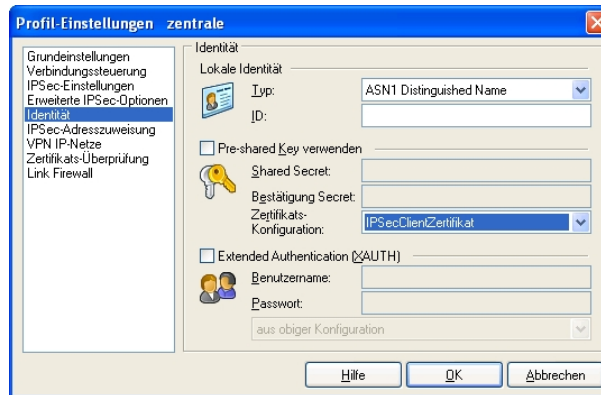 Profil-Einstellungen zentrale
Grundeinstellungen
Verbindungssteuerung
IPSec-Einstellungen
Erweiterte IPSec-Optionen
Identität
IPSec-Adresszuweisung
VPN IP-Netze
Zertifikats-Überprüfung
Link Firewall
Identität
Lokale Identität
Typ: ASN1 Distinguished Name
ID:
Pre-shared Key verwenden
Shared Secret:
Bestätigung Secret:
Zertifikats-
Konfiguration: IPSecClientZertifikat
Extended Authentication (XAUTH)
Benutzername:
Passwort:
aus obiger Konfiguration
Hilfe OK Abbrechen